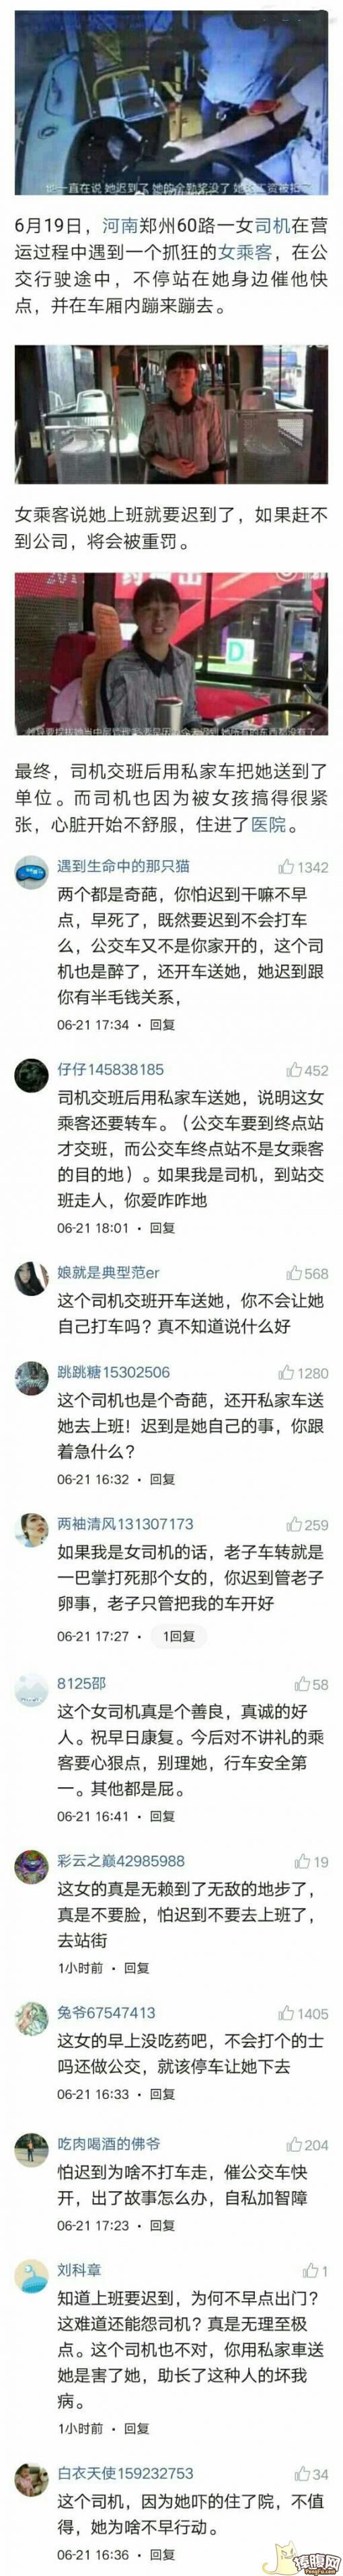 他一直在说 她迟到了 她的全勤奖没了 她的工资被扣了
6月19日，河南郑州60路一女司机在营
运过程中遇到一个抓狂的女乘客，在公
交行驶途中，不停站在她身边催他快
点，并在车厢内蹦来蹦去。
女乘客说她上班就要迟到了，如果赶不
到公司，将会被重罚。
D
最终，司机交班后用私家车把她送到了
单位。而司机也因为被女孩搞得很紧
张，心脏开始不舒服，住进了医院。
遇到生命中的那只猫 1342
两个都是奇葩，你怕迟到干嘛不早
点，早死了，既然要迟到不会打车
么，公交车又不是你家开的，这个司
机也是醉了，还开车送她，她迟到跟
你有半毛钱关系，
06-21 17:34 · 回复
仔仔145838185 452
司机交班后用私家车送她，说明这女
乘客还要转车。（公交车要到终点站
才交班，而公交车终点站不是女乘客
的目的地）。如果我是司机，到站交
班走人，你爱咋咋地
06-21 18:01 · 回复
娘就是典型范er 568
这个司机交班开车送她，你不会让她
自己打车吗？真不知道说什么好
跳跳糖15302506 1280
这个司机也是个奇葩，还开私家车送
她去上班！迟到是她自己的事，你跟
着急什么？
06-21 16:32 · 回复
两袖清风131307173 259
如果我是女司机的话，老子车转就是
一巴掌打死那个女的，你迟到管老子
卵事，老子只管把我的车开好
06-21 17:27 · 1回复
8125邵 58
这个女司机真是个善良，真诚的好
人。祝早日康复。今后对不讲礼的乘
客要心狠点，别理她，行车安全第
一。其他都是屁。
06-21 16:41 · 回复
彩云之巅42985988 19
这女的真是无赖到了无敌的地步了，
真是不要脸，怕迟到不要去上班了，
去站街
1小时前 · 回复
兔爷67547413 1405
这女的早上没吃药吧，不会打个的士
吗还做公交，就该停车让她下去
06-21 16:33 · 回复
吃肉喝酒的佛爷 204
怕迟到为啥不打车走，催公交车快
开，出了故事怎么办，自私加智障
06-21 17:23 · 回复
刘科章 1
知道上班要迟到，为何不早点出门？
这难道还能怨司机？真是无理至极
点。这个司机也不对，你用私家車送
她是害了她，助长了这种人的坏我
病。
1小时前 · 回复
白衣天使159232753 34
这个司机，因为她吓的住了院，不值
得，她为啥不早行动。
06-21 16:36 · 回复
捧腹网
PengFu.com